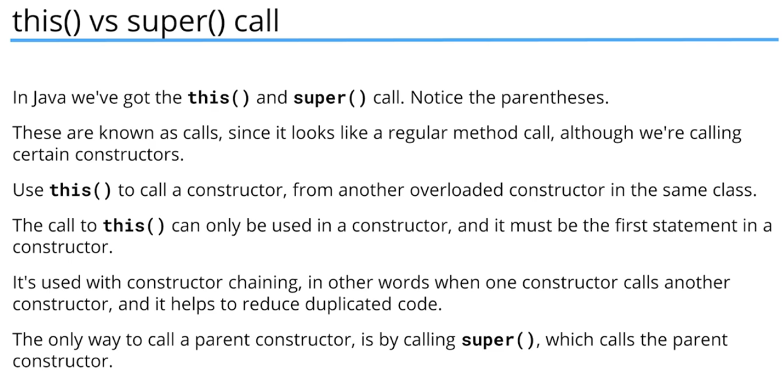 this() vs super() call
In Java we've got the this() and super() call. Notice the parentheses.
These are known as calls, since it looks like a regular method call, although we're calling
certain constructors.
Use this() to call a constructor, from another overloaded constructor in the same class.
The call to this() can only be used in a constructor, and it must be the first statement in a
constructor.
It's used with constructor chaining, in other words when one constructor calls another
constructor, and it helps to reduce duplicated code.
The only way to call a parent constructor, is by calling super(), which calls the parent
constructor.